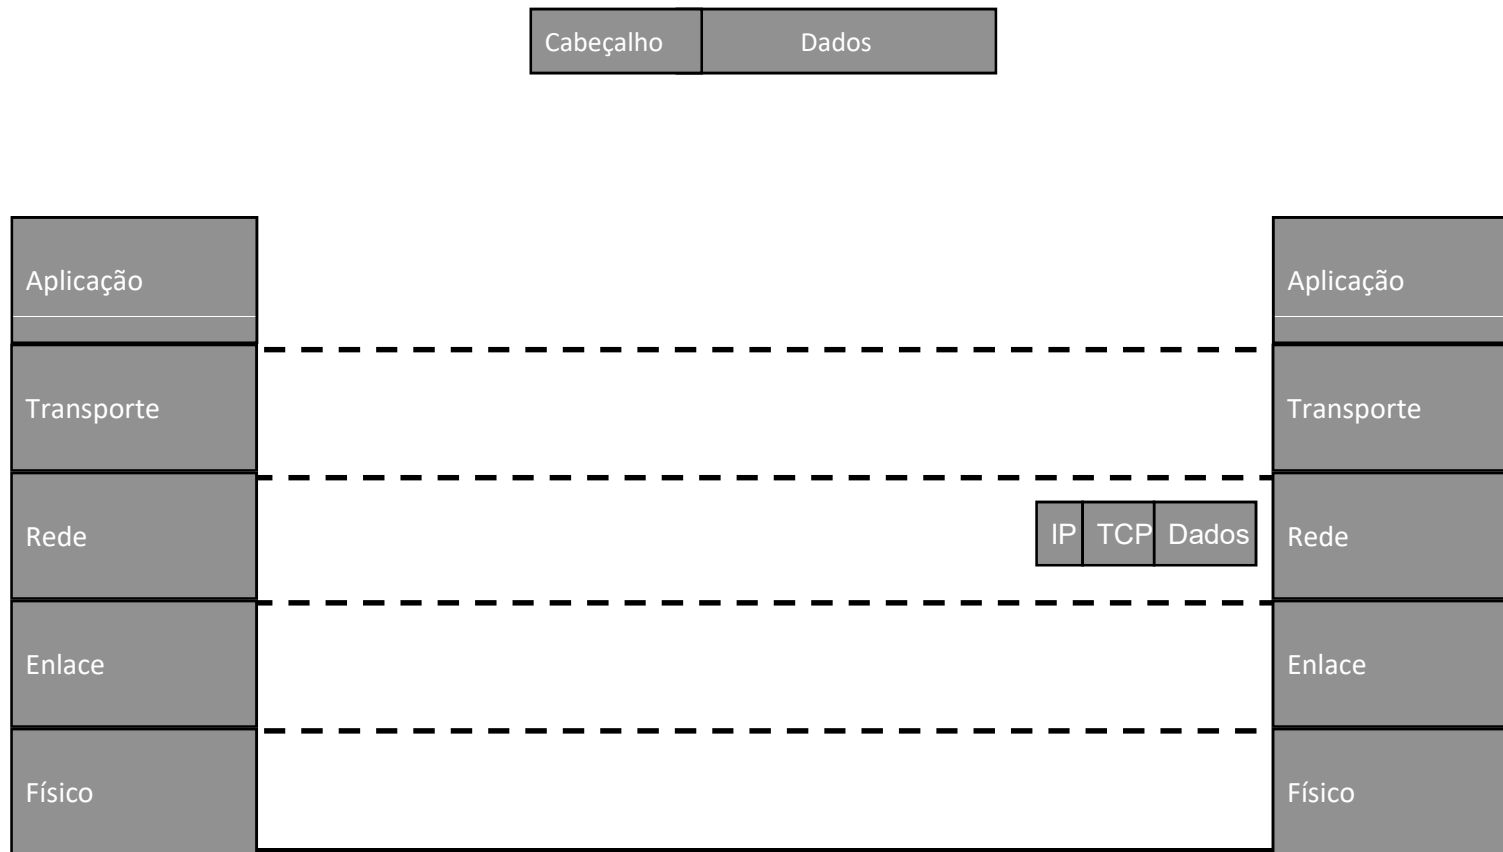 Cabeçalho Dados
Aplicação Aplicação
Transporte Transporte
Rede IP TCP Dados Rede
Enlace Enlace
Físico Físico